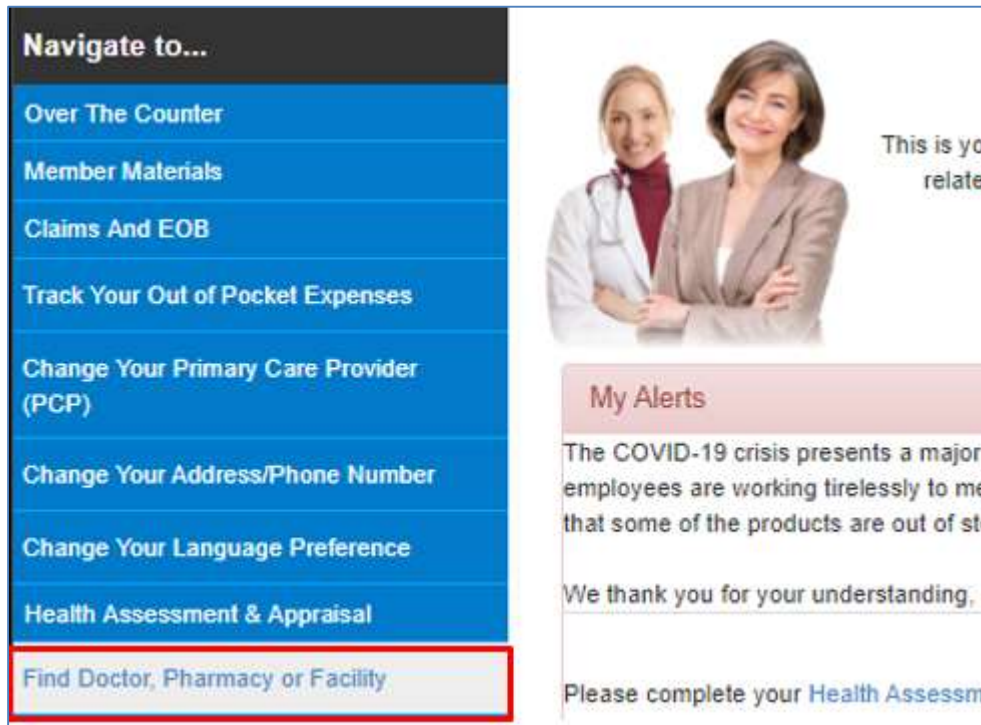 Navigate to...
Over The Counter
Member Materials
Claims And EOB
Track Your Out of Pocket Expenses
Change Your Primary Care Provider
(PCP)
Change Your Address/Phone Number
Change Your Language Preference
Health Assessment & Appraisal
Find Doctor, Pharmacy or Facility
This is yo
relate
My Alerts
The COVID-19 crisis presents a major
employees are working tirelessly to me
that some of the products are out of st
We thank you for your understanding,
Please complete your Health Assessm